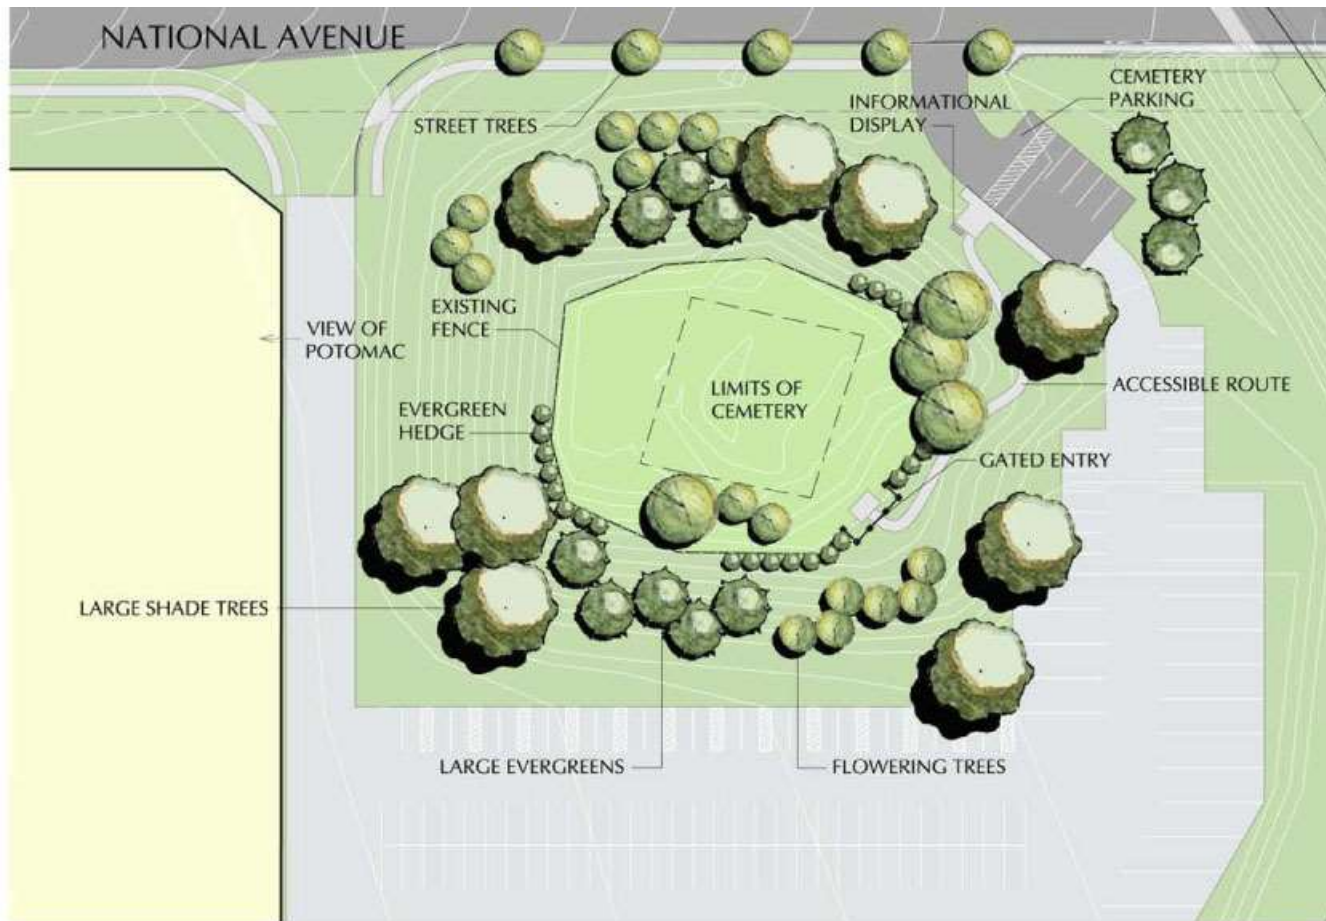 NATIONAL AVENUE
CEMETERY
PARKING
INFORMATIONAL
DISPLAY
STREET TREES
EXISTING
FENCE
VIEW OF
POTOMAC
LIMITS OF
CEMETERY
ACCESSIBLE ROUTE
EVERGREEN
HEDGE
GATED ENTRY
LARGE SHADE TREES
LARGE EVERGREENS
FLOWERING TREES